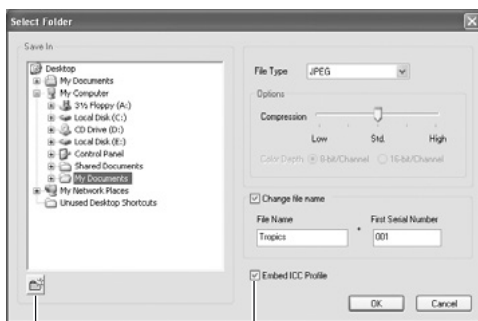 Select Folder
Save In
Desktop
My Documents
My Computer
3½ Floppy (A:)
Local Disk (C:)
CD Drive (D:)
Local Disk (E:)
Control Panel
Shared Documents
My Documents
My Network Places
Unused Desktop Shortcuts
File Type JPEG
Options
Compression
Low Std. High
Color Depth 8-bit/Channel 16-bit/Channel
Change file name
File Name First Serial Number
Tropics * 001
Embed ICC Profile
OK Cancel